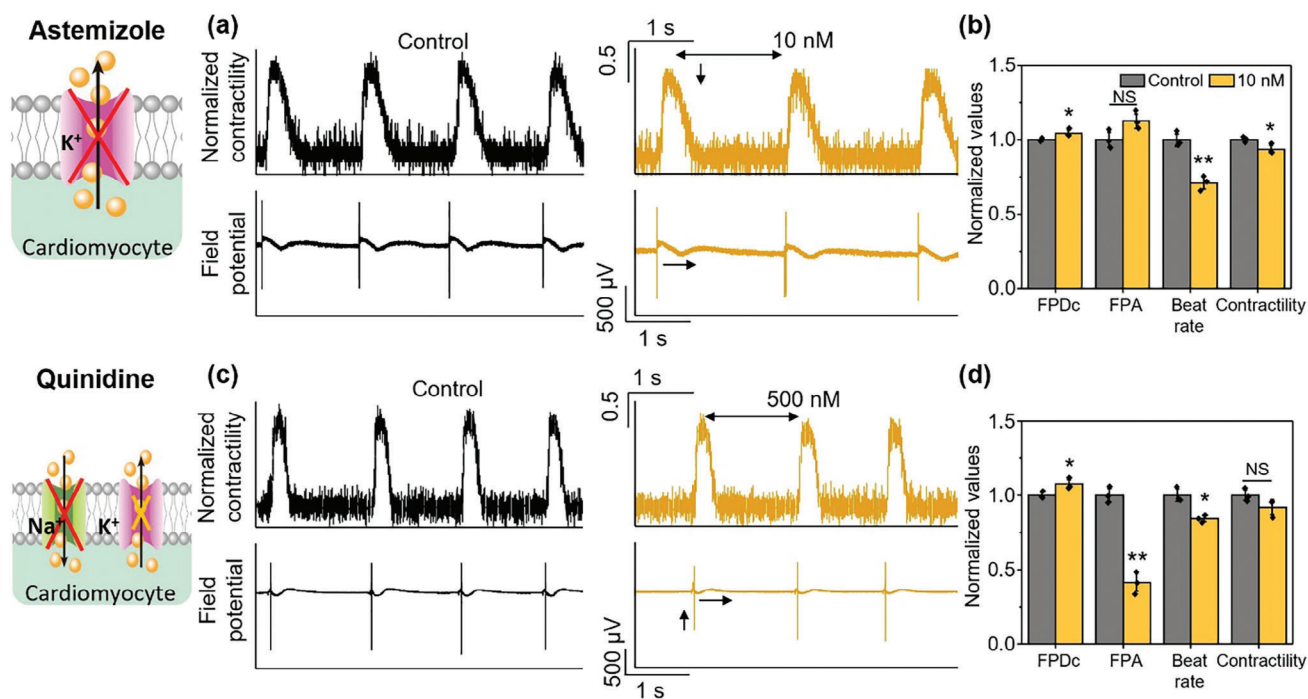 Astemizole
K⁺
Cardiomyocyte
(a)
Control
Normalized
contractility
Field
potential
1 s
0.5
10 nM
500 µV
1 s
(b)
Control
10 nM
Normalized values
1.5
1.0
0.5
0.0
*
NS
**
*
FPDc
FPA
Beat
rate
Contractility
Quinidine
Na⁺
K⁺
Cardiomyocyte
(c)
Control
Normalized
contractility
Field
potential
1 s
0.5
500 nM
500 µV
1 s
(d)
Normalized values
1.5
1.0
0.5
0.0
*
**
*
NS
FPDc
FPA
Beat
rate
Contractility